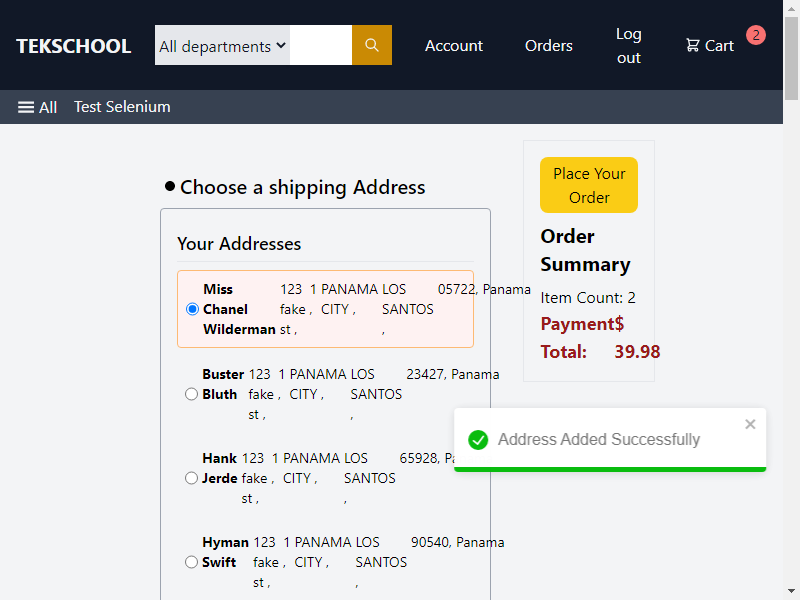 TEKSCHOOL
All departments
Account
Orders
Log out
Cart
2
All
Test Selenium
Choose a shipping Address
Your Addresses
Miss Chanel Wilderman
123 fake st ,
1 PANAMA CITY ,
LOS SANTOS ,
05722, Panama
Buster Bluth
123 fake st ,
1 PANAMA CITY ,
LOS SANTOS ,
23427, Panama
Hank Jerde
123 fake st ,
1 PANAMA CITY ,
LOS SANTOS ,
65928,
Hyman Swift
123 fake st ,
1 PANAMA CITY ,
LOS SANTOS ,
90540, Panama
Place Your Order
Order Summary
Item Count: 2
Payment Total:
$ 39.98
Address Added Successfully